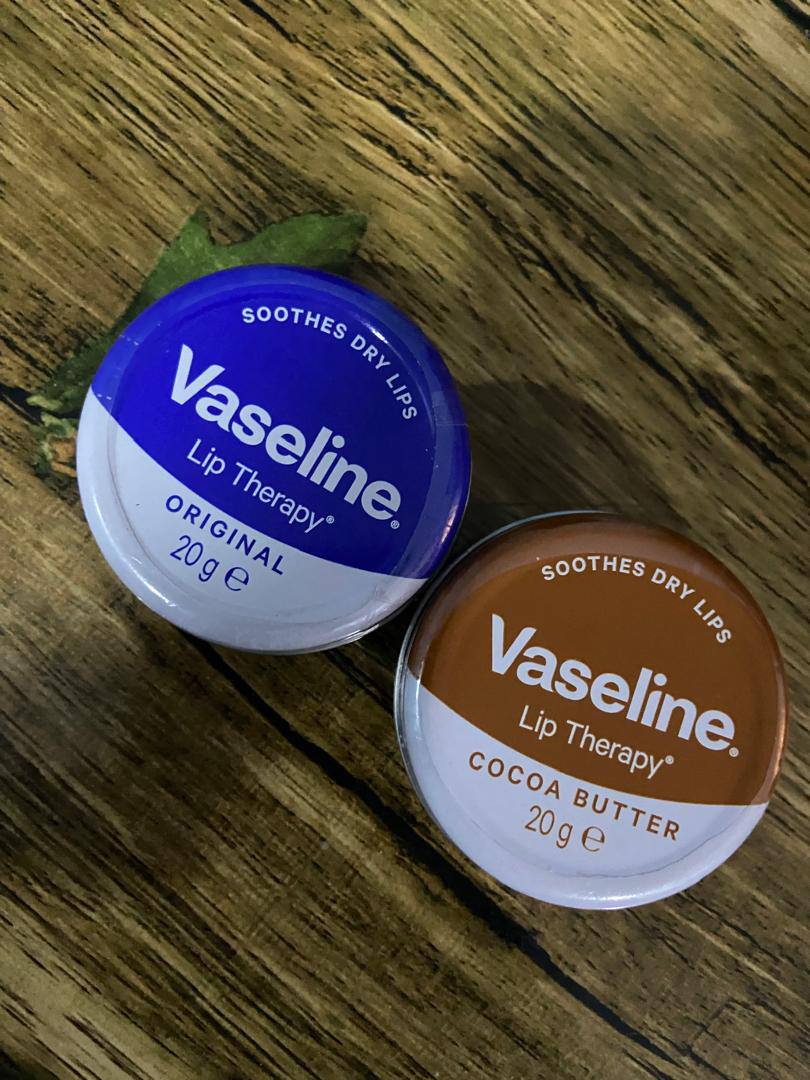 SOOTHES DRY LIPS
Vaseline®
Lip Therapy®
ORIGINAL
20 g ℮
SOOTHES DRY LIPS
Vaseline®
Lip Therapy®
COCOA BUTTER
20 g ℮